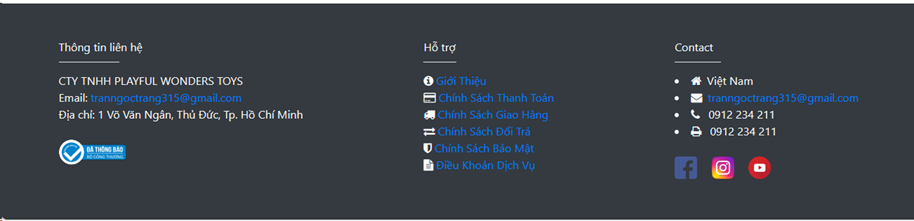 Thông tin liên hệ
CTY TNHH PLAYFUL WONDERS TOYS
Email: tranngoctrang315@gmail.com
Địa chỉ: 1 Võ Văn Ngân, Thủ Đức, Tp. Hồ Chí Minh
ĐÃ THÔNG BÁO
BỘ CÔNG THƯƠNG
Hỗ trợ
Giới Thiệu
Chính Sách Thanh Toán
Chính Sách Giao Hàng
Chính Sách Đổi Trả
Chính Sách Bảo Mật
Điều Khoản Dịch Vụ
Contact
Việt Nam
tranngoctrang315@gmail.com
0912 234 211
0912 234 211